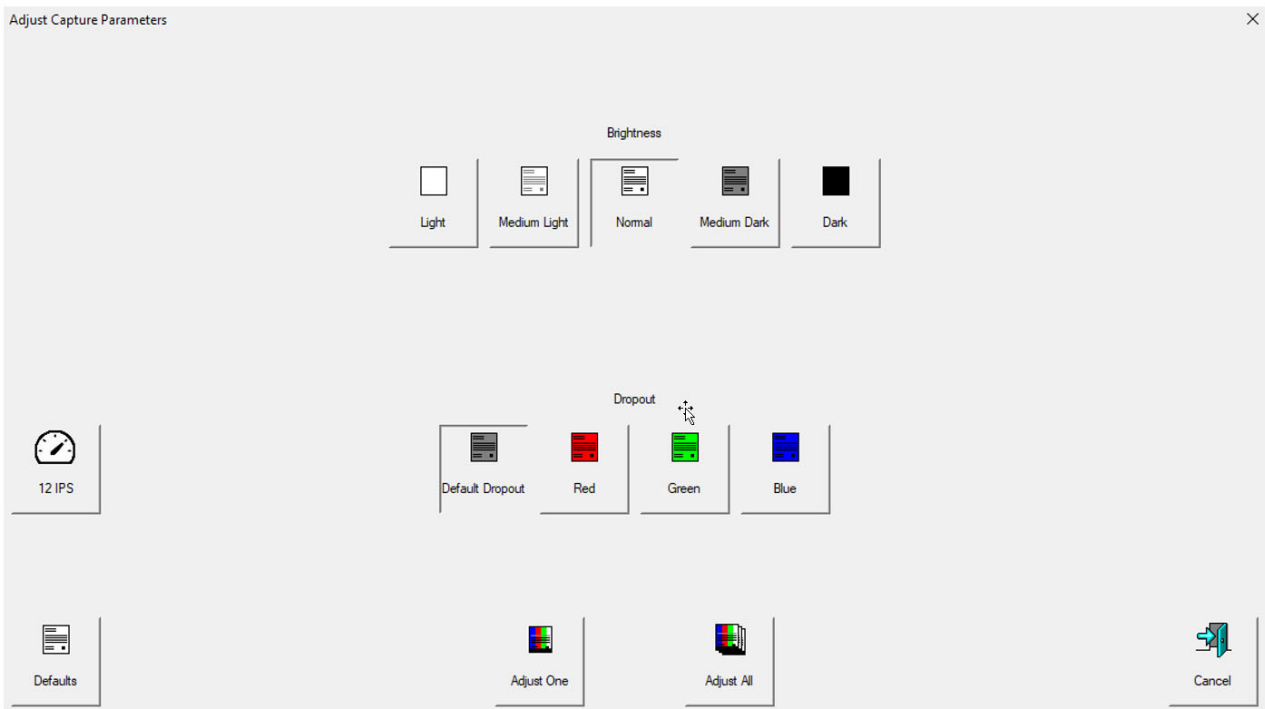 Adjust Capture Parameters
Brightness
Light
Medium Light
Normal
Medium Dark
Dark
Dropout
12 IPS
Default Dropout
Red
Green
Blue
Defaults
Adjust One
Adjust All
Cancel